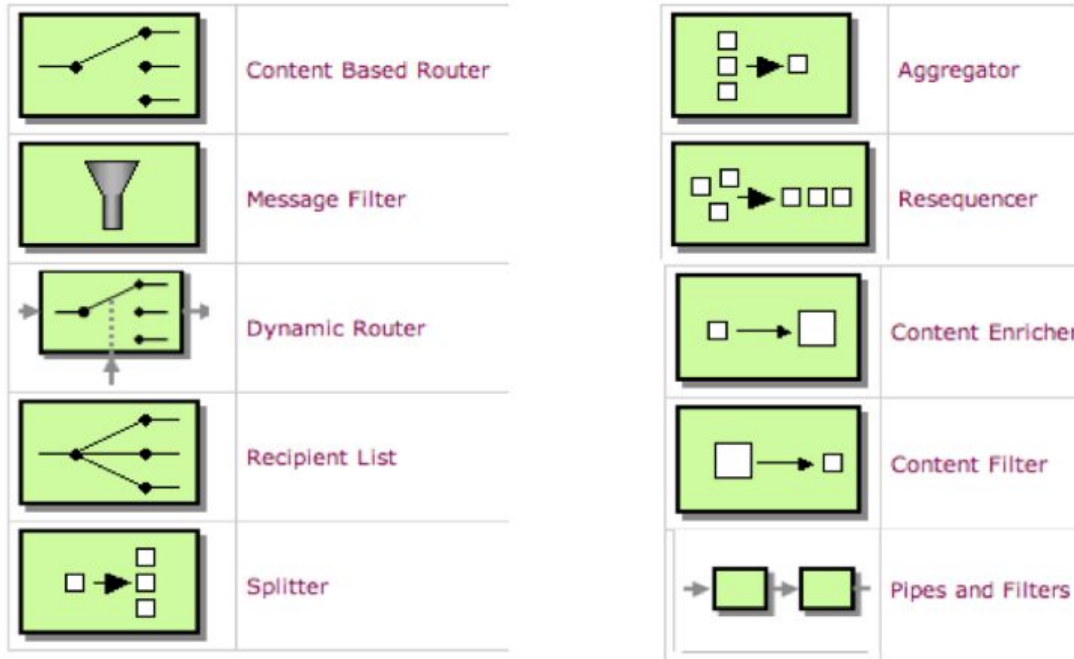 Content Based Router
Message Filter
Dynamic Router
Recipient List
Splitter
Aggregator
Resequencer
Content Enricher
Content Filter
Pipes and Filters